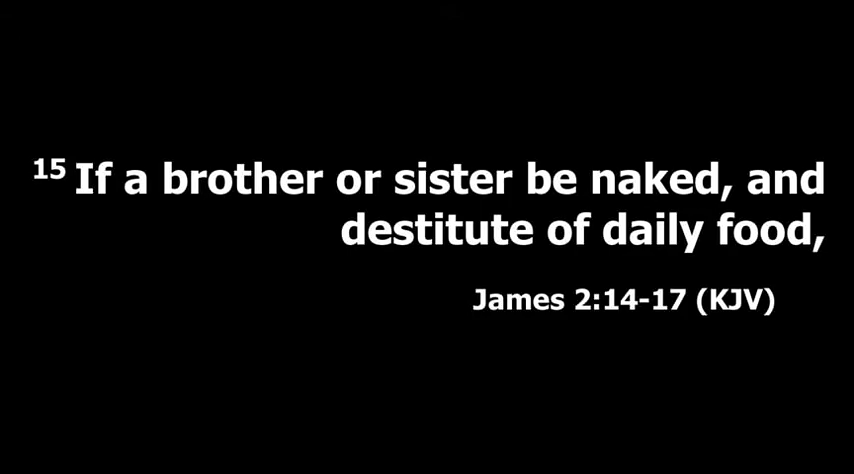 15 If a brother or sister be naked, and
destitute of daily food,
James 2:14-17 (KJV)